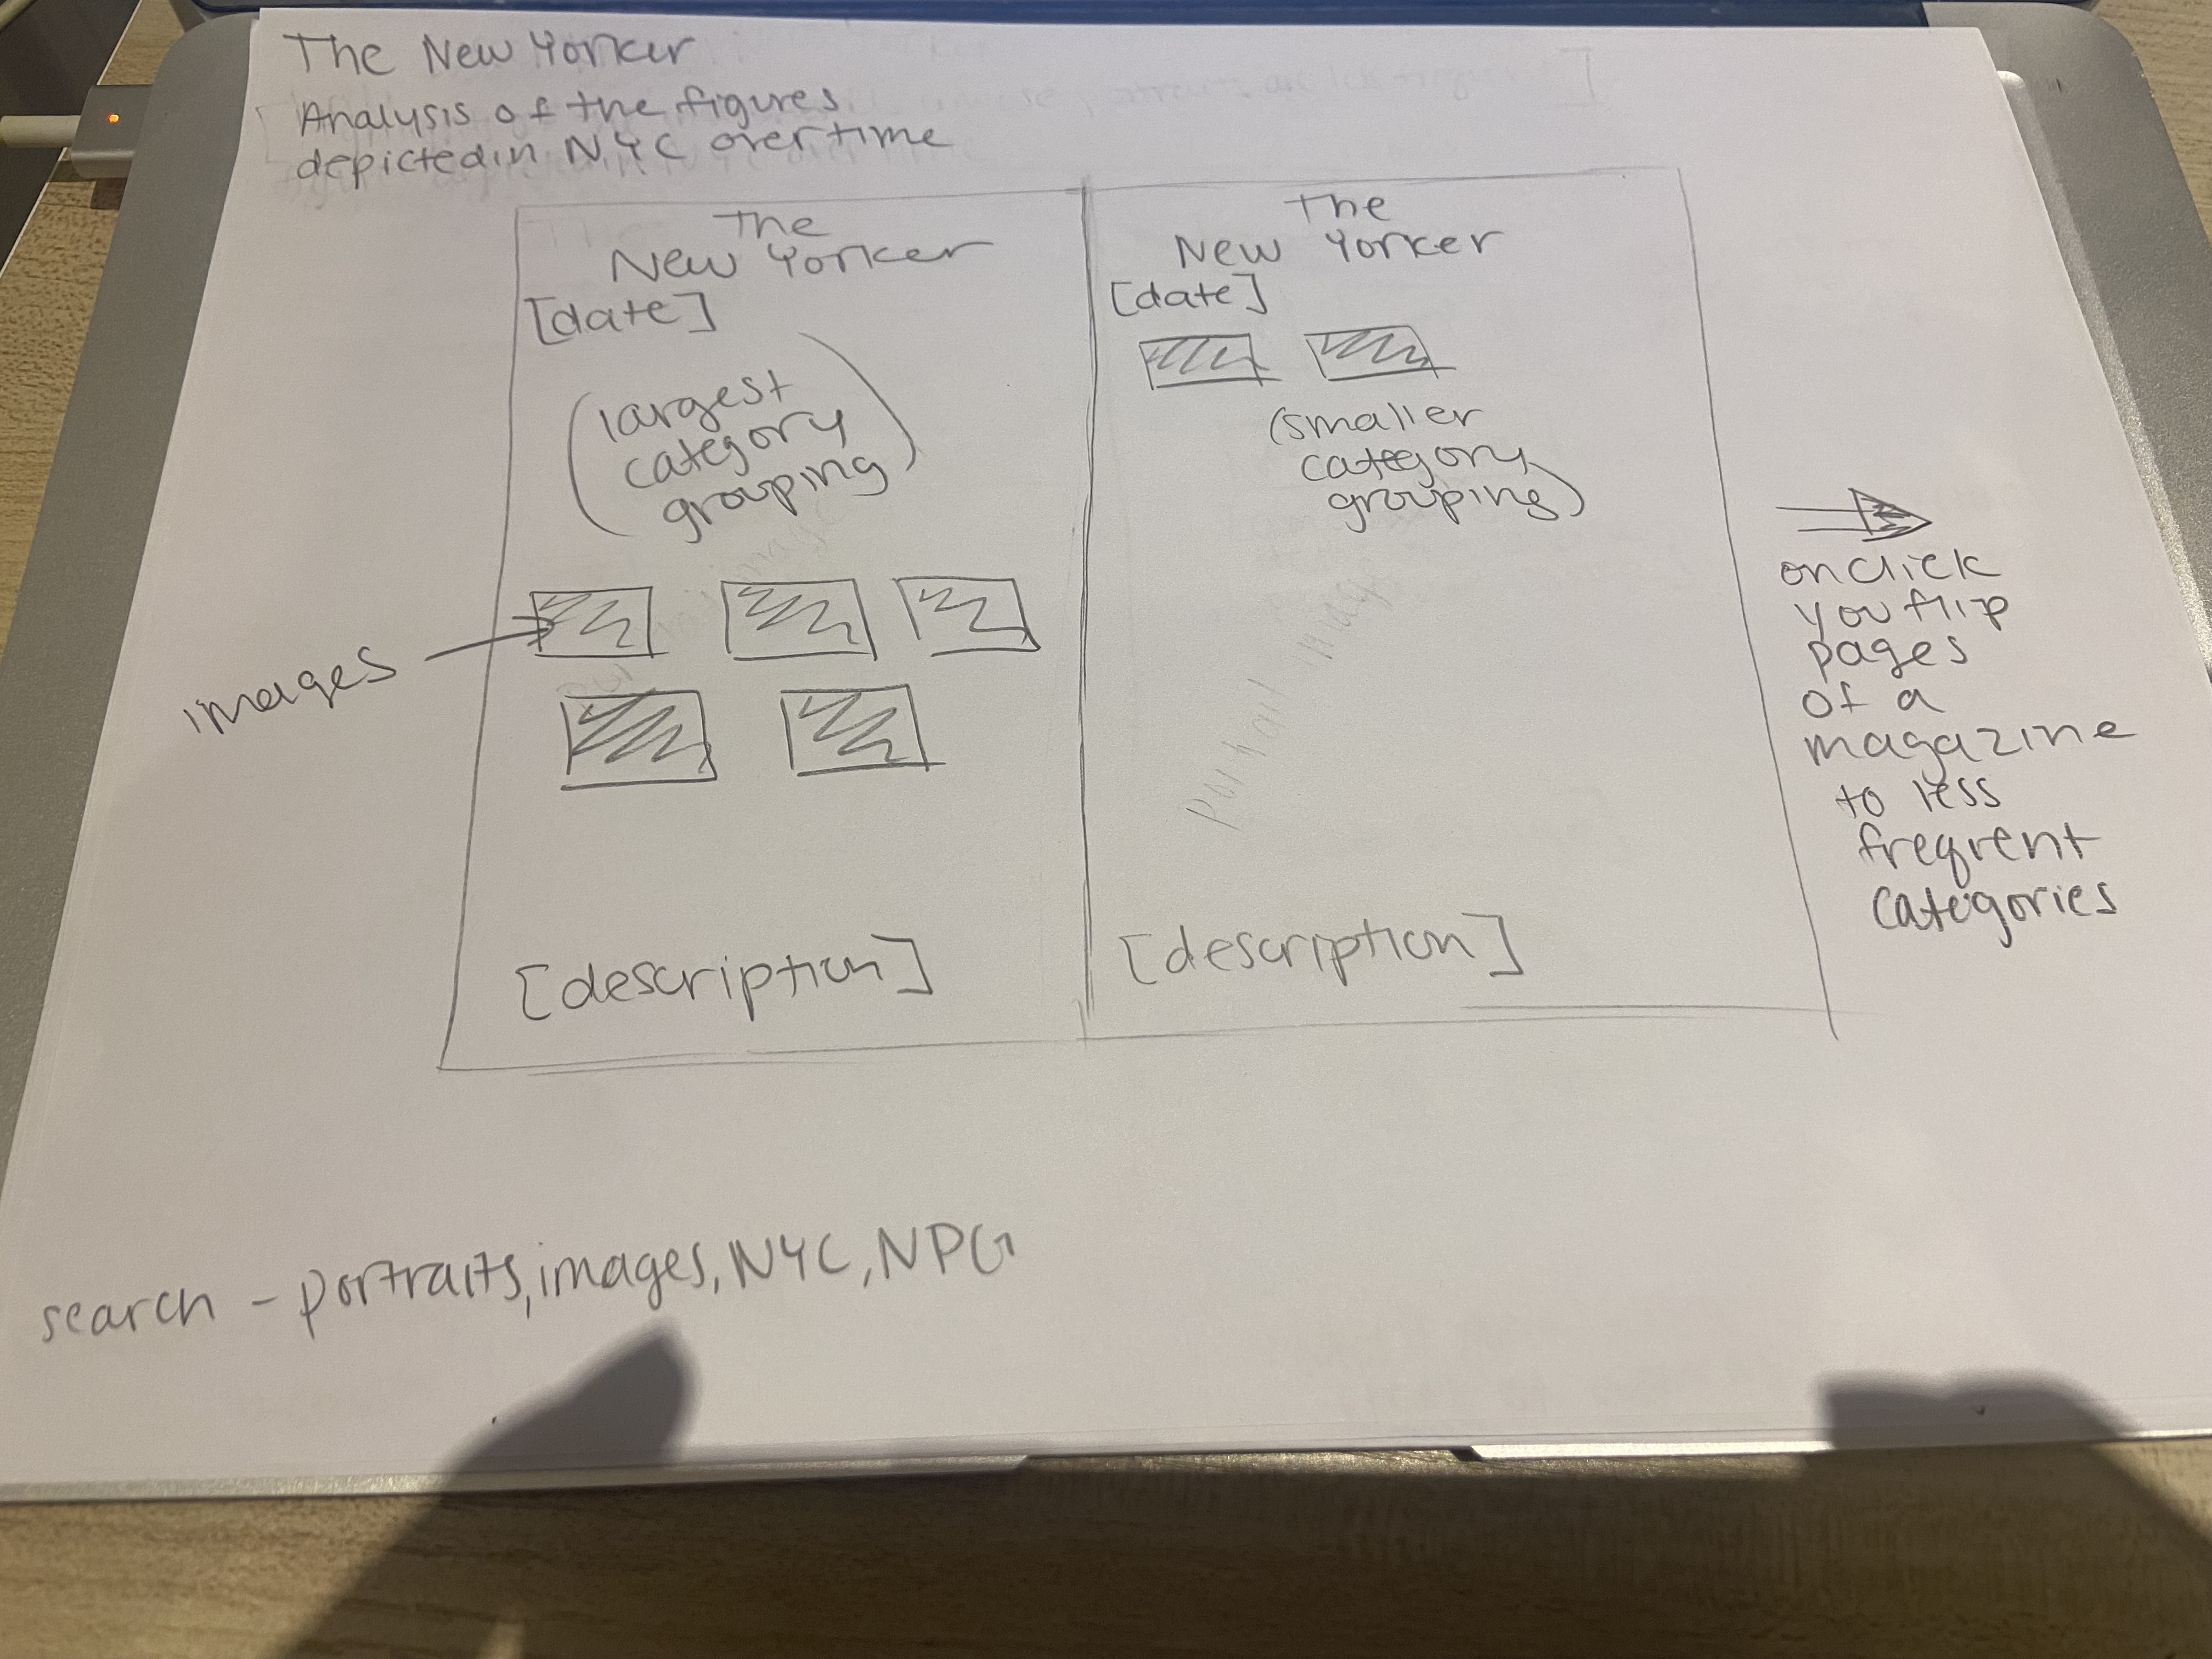 The New Yorker
Analysis of the figures
depicted in NYC over time
The
New Yorker
[date]
(largest
category
grouping)
images
[description]
The
New Yorker
[date]
(smaller
category
grouping)
[description]
onclick
you flip
pages
of a
magazine
to less
freqrent
categories
search - portraits, images, NYC, NPG